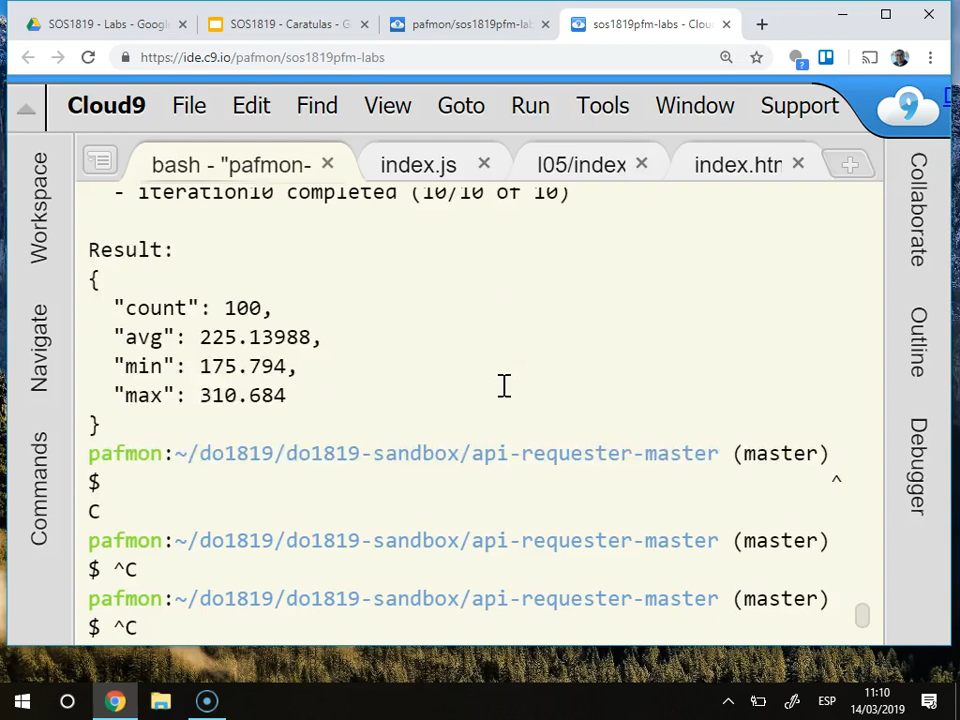 SOS1819 - Labs - Google
SOS1819 - Caratulas - G
pafmon/sos1819pfm-lab
sos1819pfm-labs - Clou
https://ide.c9.io/pafmon/sos1819pfm-labs
Cloud9 File Edit Find View Goto Run Tools Window Support
9
bash - "pafmon-
index.js
l05/index
index.htm
Workspace
Navigate
Commands
Collaborate
Outline
Debugger
- iteration10 completed (10/10 of 10)
Result:
{
"count": 100,
"avg": 225.13988,
"min": 175.794,
"max": 310.684
}
pafmon:~/do1819/do1819-sandbox/api-requester-master (master)
$ ^
C
pafmon:~/do1819/do1819-sandbox/api-requester-master (master)
$ ^C
pafmon:~/do1819/do1819-sandbox/api-requester-master (master)
$ ^C
ESP
11:10
14/03/2019